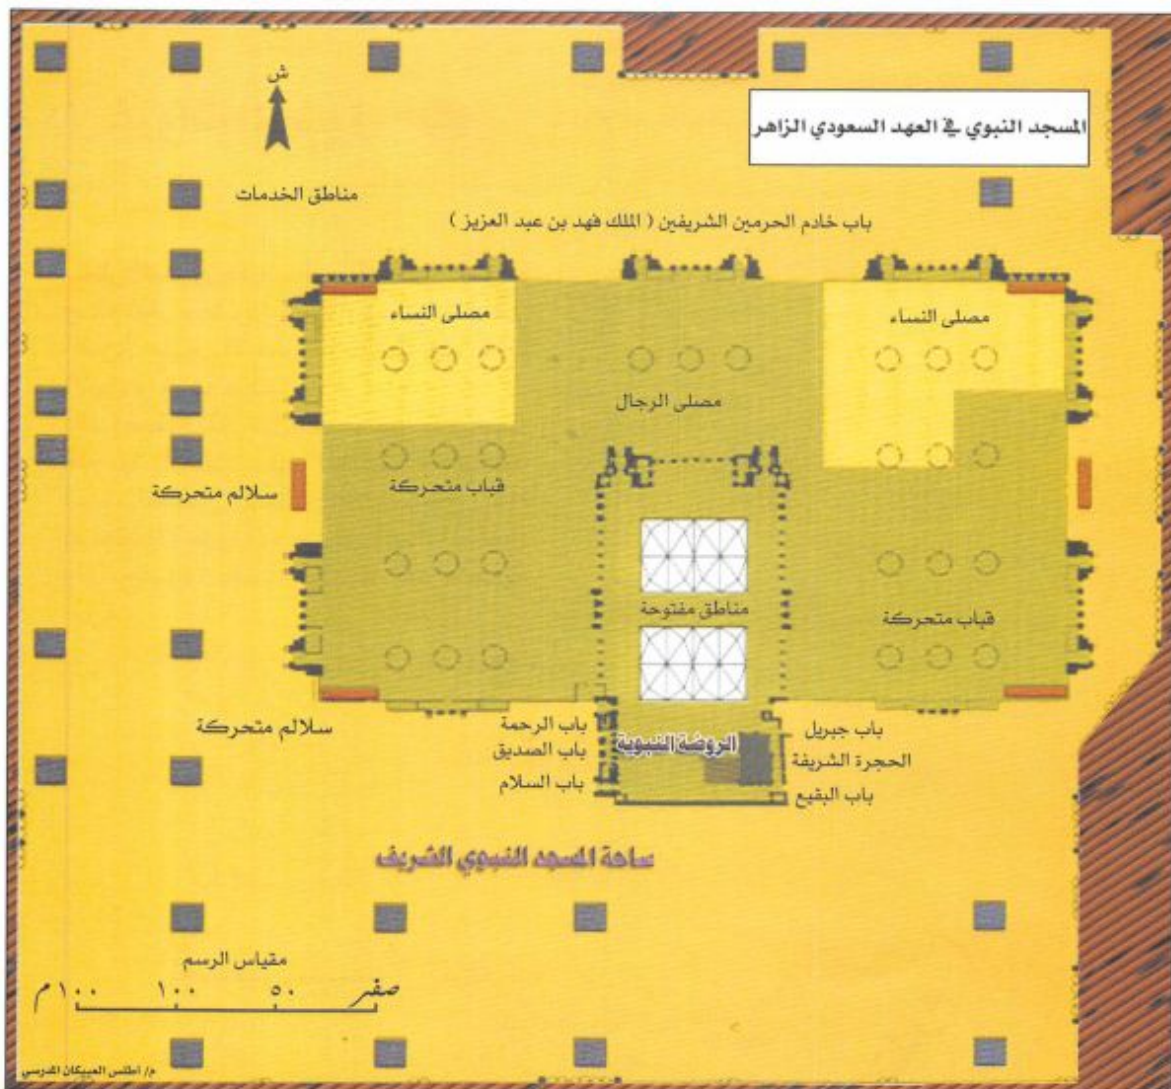 ش
المسجد النبوي في العهد السعودي الزاهر
مناطق الخدمات
باب خادم الحرمين الشريفين ( الملك فهد بن عبد العزيز )
مصلى النساء
مصلى النساء
مصلى الرجال
قباب متحركة
سلالم متحركة
مناطق مفتوحة
قباب متحركة
سلالم متحركة
باب الرحمة
باب جبريل
الروضة النبوية
باب الصديق
الحجرة الشريفة
باب السلام
باب البقيع
ساحة المسجد النبوي الشريف
مقياس الرسم
صفر ٥٠ ١٠٠ ١٠٠م
م/ أطلس العبيكان المدرسي